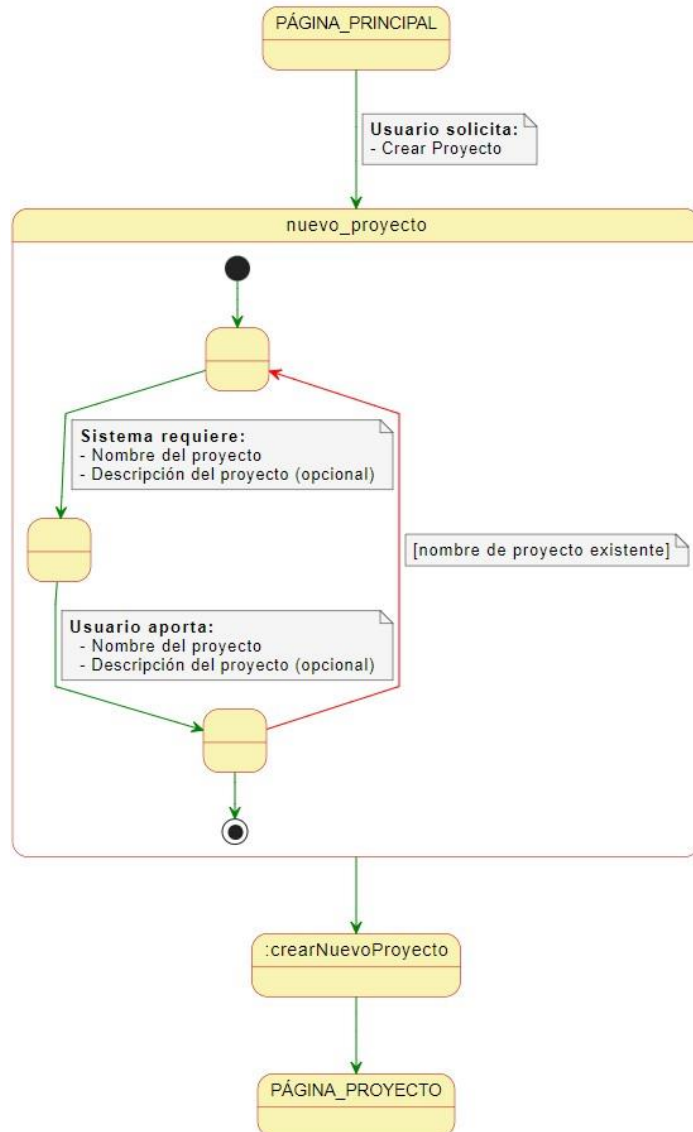 PÁGINA_PRINCIPAL
Usuario solicita:
- Crear Proyecto
nuevo_proyecto
Sistema requiere:
- Nombre del proyecto
- Descripción del proyecto (opcional)
[nombre de proyecto existente]
Usuario aporta:
- Nombre del proyecto
- Descripción del proyecto (opcional)
:crearNuevoProyecto
PÁGINA_PROYECTO